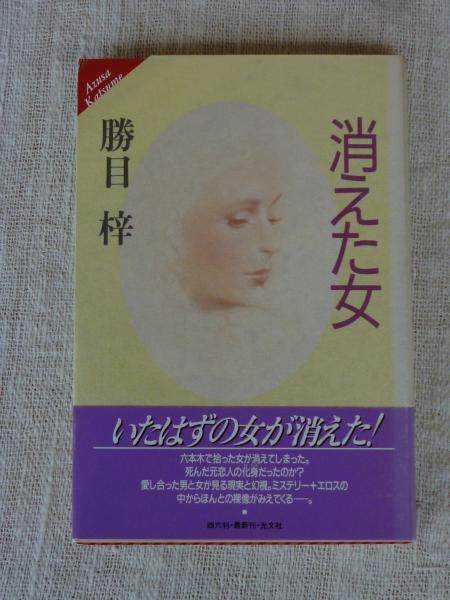 Azusa
Katsume
勝目 梓
消えた女
いたはずの女が消えた!
六本木で拾った女が消えてしまった。
死んだ元恋人の化身だったのか?
愛し合った男と女が見る現実と幻視。ミステリー+エロスの
中からほんとの裸像がみえてくる──。
四六判・最新刊・光文社